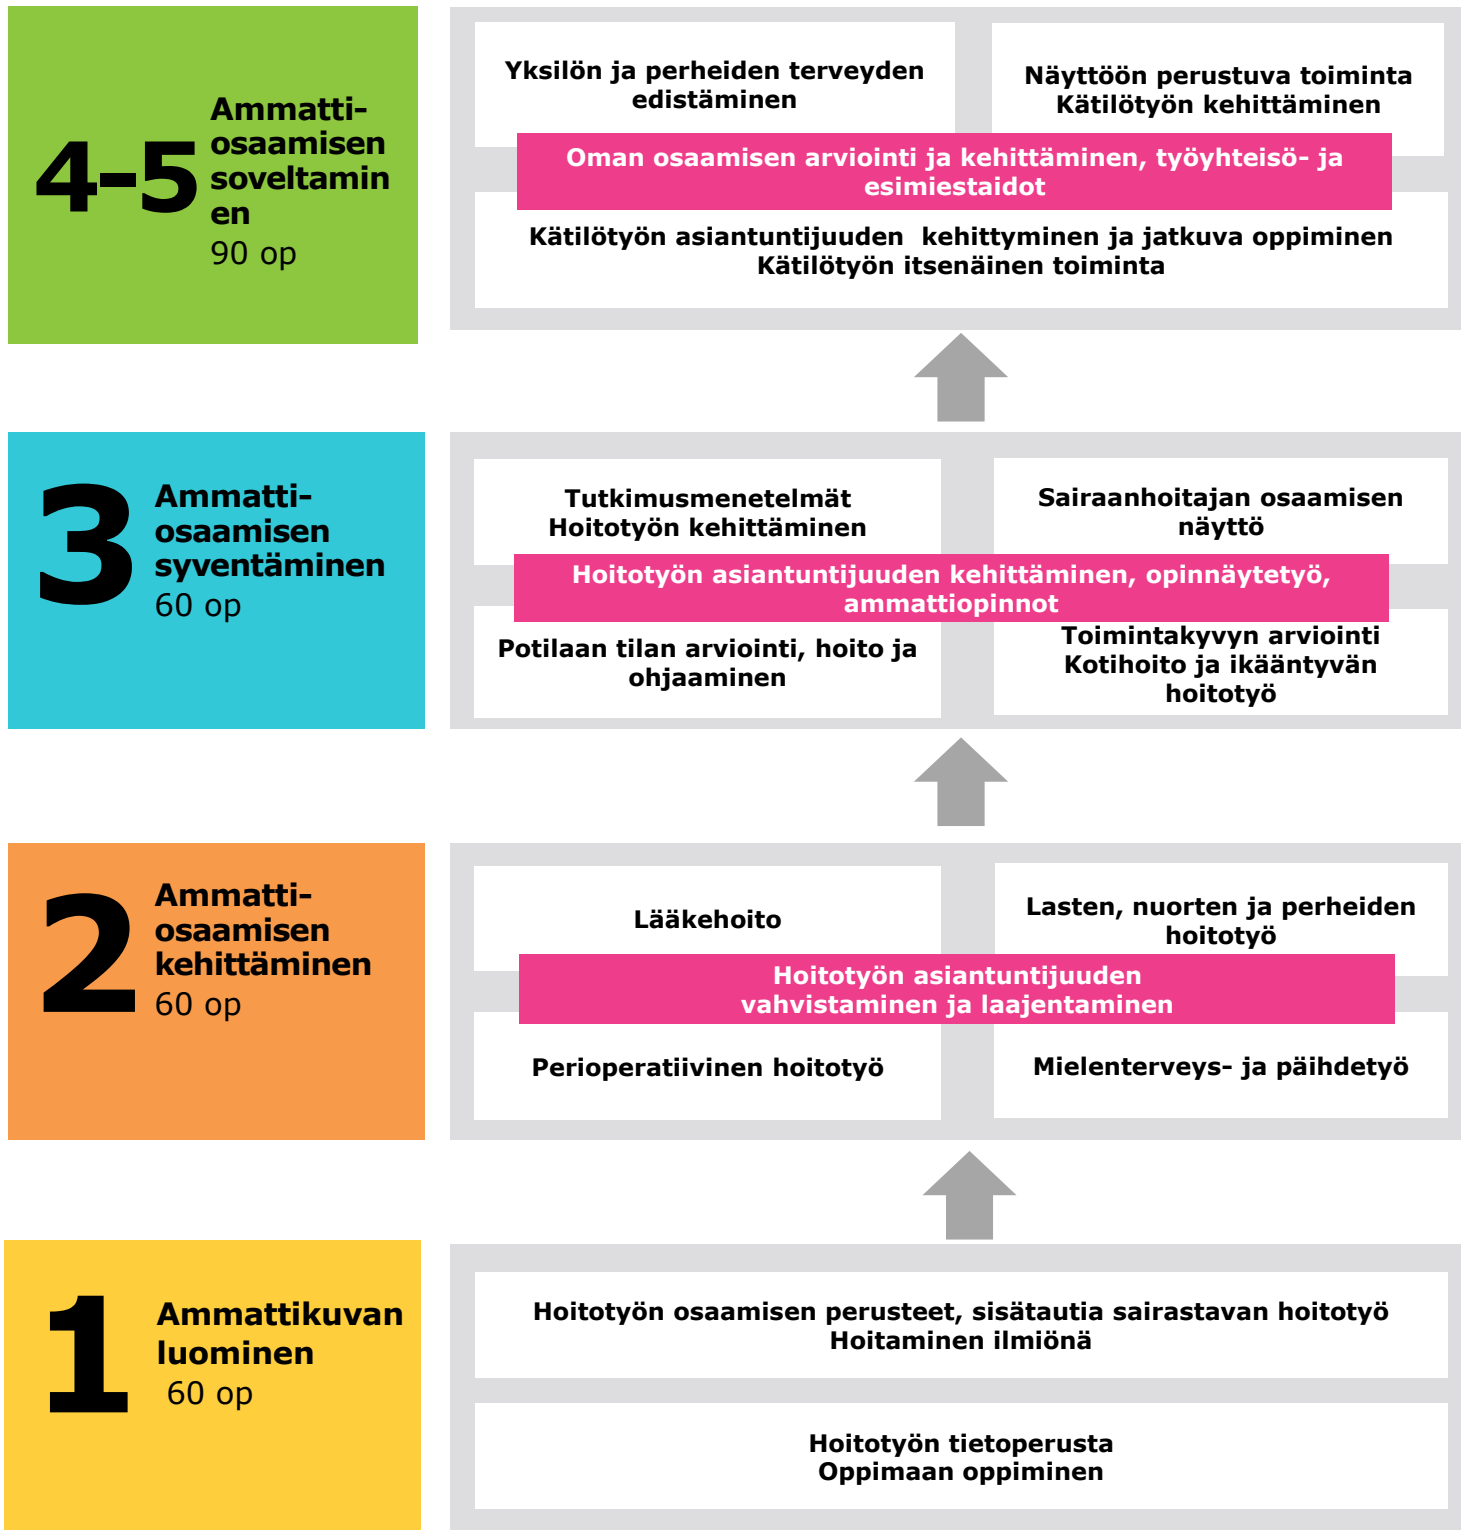 4-5
Ammatti-
osaamisen
soveltamin
en
90 op
Yksilön ja perheiden terveyden
edistäminen
Näyttöön perustuva toiminta
Kätilötyön kehittäminen
Oman osaamisen arviointi ja kehittäminen, työyhteisö- ja
esimiestaidot
Kätilötyön asiantuntijuuden kehittyminen ja jatkuva oppiminen
Kätilötyön itsenäinen toiminta
3
Ammatti-
osaamisen
syventäminen
60 op
Tutkimusmenetelmät
Hoitotyön kehittäminen
Sairaanhoitajan osaamisen
näyttö
Hoitotyön asiantuntijuuden kehittäminen, opinnäytetyö,
ammattiopinnot
Potilaan tilan arviointi, hoito ja
ohjaaminen
Toimintakyvyn arviointi
Kotihoito ja ikääntyvän
hoitotyö
2
Ammatti-
osaamisen
kehittäminen
60 op
Lääkehoito
Lasten, nuorten ja perheiden
hoitotyö
Hoitotyön asiantuntijuuden
vahvistaminen ja laajentaminen
Perioperatiivinen hoitotyö
Mielenterveys- ja päihdetyö
1
Ammattikuvan
luominen
60 op
Hoitotyön osaamisen perusteet, sisätautia sairastavan hoitotyö
Hoitaminen ilmiönä
Hoitotyön tietoperusta
Oppimaan oppiminen